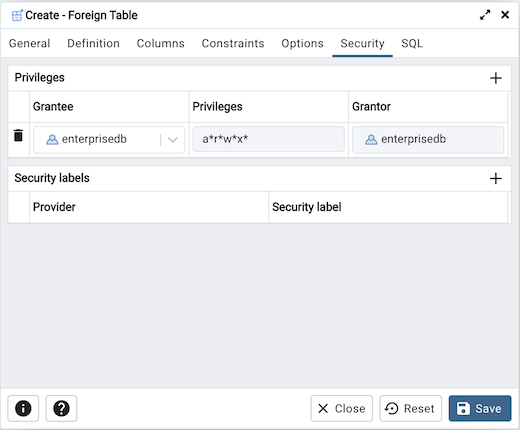 Create - Foreign Table
General Definition Columns Constraints Options Security SQL
Privileges
Grantee Privileges Grantor
enterprisedb a*r*w*x* enterprisedb
Security labels
Provider Security label
Close Reset Save